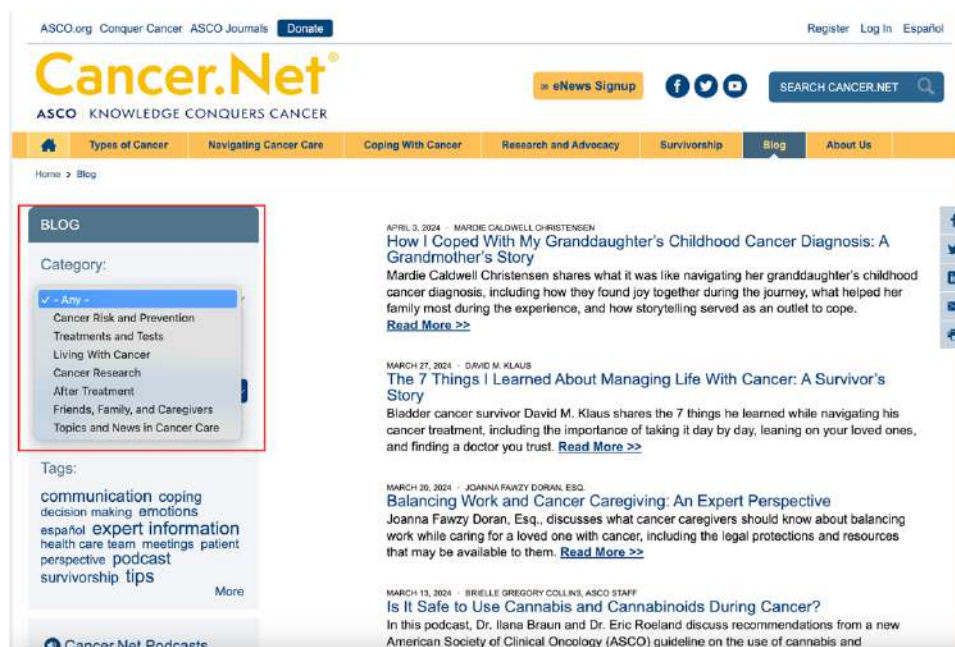 ASCO.org Conquer Cancer ASCO Journals Donate
Register Log In Español
Cancer.Net®
ASCO KNOWLEDGE CONQUERS CANCER
eNews Signup
SEARCH CANCER.NET
Types of Cancer Navigating Cancer Care Coping With Cancer Research and Advocacy Survivorship Blog About Us
Home > Blog
BLOG
Category:
✓ - Any -
Cancer Risk and Prevention
Treatments and Tests
Living With Cancer
Cancer Research
After Treatment
Friends, Family, and Caregivers
Topics and News in Cancer Care
Tags:
communication coping
decision making emotions
español expert information
health care team meetings patient
perspective podcast
survivorship tips
More
Cancer.Net Podcasts
APRIL 3, 2024 - MARDIE CALDWELL CHRISTENSEN
How I Coped With My Granddaughter's Childhood Cancer Diagnosis: A
Grandmother's Story
Mardie Caldwell Christensen shares what it was like navigating her granddaughter's childhood
cancer diagnosis, including how they found joy together during the journey, what helped her
family most during the experience, and how storytelling served as an outlet to cope.
Read More >>
MARCH 27, 2024 - DAVID M. KLAUS
The 7 Things I Learned About Managing Life With Cancer: A Survivor's
Story
Bladder cancer survivor David M. Klaus shares the 7 things he learned while navigating his
cancer treatment, including the importance of taking it day by day, leaning on your loved ones,
and finding a doctor you trust. Read More >>
MARCH 20, 2024 - JOANNA FAWZY DORAN, ESQ.
Balancing Work and Cancer Caregiving: An Expert Perspective
Joanna Fawzy Doran, Esq., discusses what cancer caregivers should know about balancing
work while caring for a loved one with cancer, including the legal protections and resources
that may be available to them. Read More >>
MARCH 13, 2024 - BRIELLE GREGORY COLLINS, ASCO STAFF
Is It Safe to Use Cannabis and Cannabinoids During Cancer?
In this podcast, Dr. Ilana Braun and Dr. Eric Roeland discuss recommendations from a new
American Society of Clinical Oncology (ASCO) guideline on the use of cannabis and